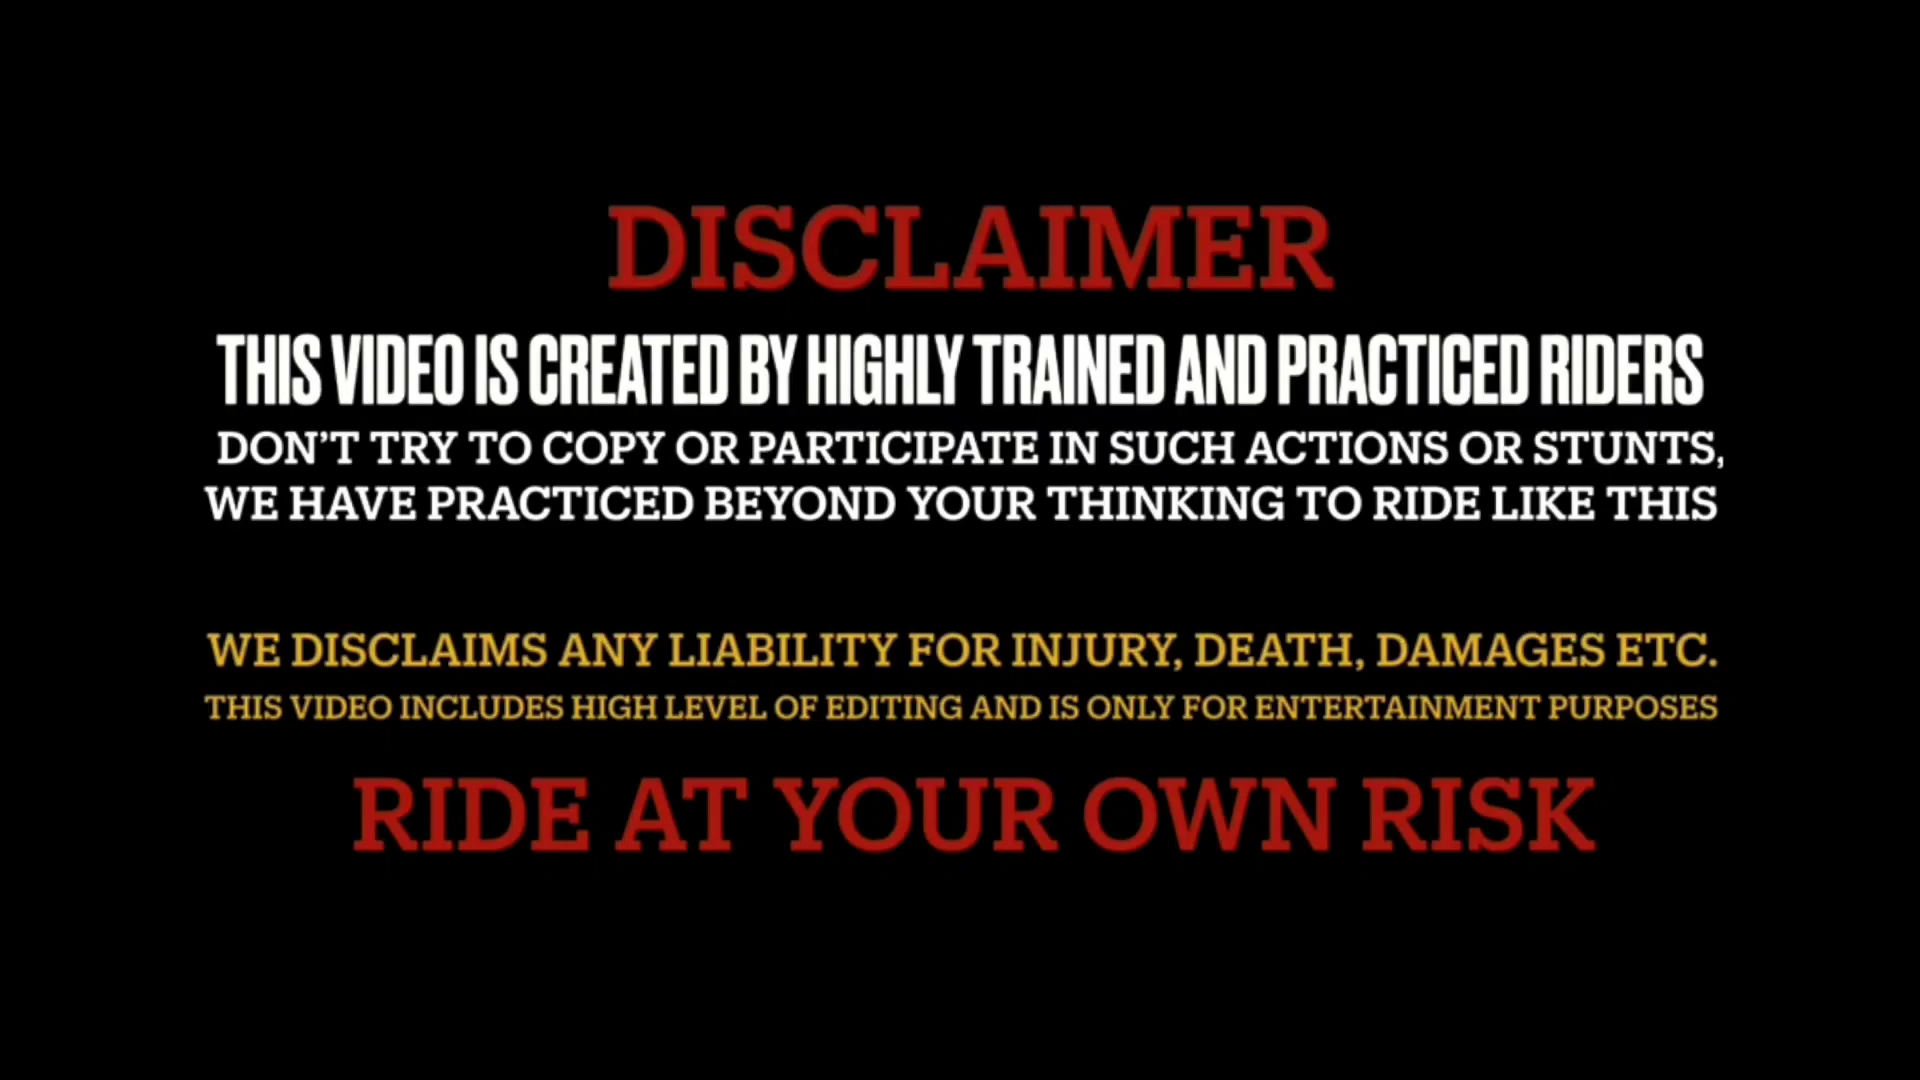 DISCLAIMER
THIS VIDEO IS CREATED BY HIGHLY TRAINED AND PRACTICED RIDERS
DON'T TRY TO COPY OR PARTICIPATE IN SUCH ACTIONS OR STUNTS,
WE HAVE PRACTICED BEYOND YOUR THINKING TO RIDE LIKE THIS
WE DISCLAIMS ANY LIABILITY FOR INJURY, DEATH, DAMAGES ETC.
THIS VIDEO INCLUDES HIGH LEVEL OF EDITING AND IS ONLY FOR ENTERTAINMENT PURPOSES
RIDE AT YOUR OWN RISK